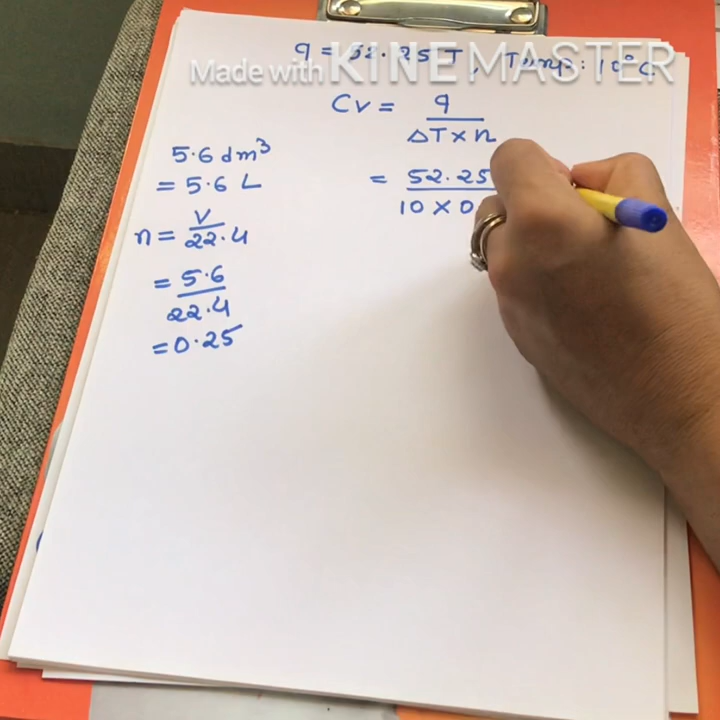 q = 52.25 J, Temp: 10°C
Made with KINEMASTER
Cv = q
ΔT x n
5.6 dm³
= 5.6 L
= 52.25
10 x 0
n = V
22.4
= 5.6
22.4
= 0.25